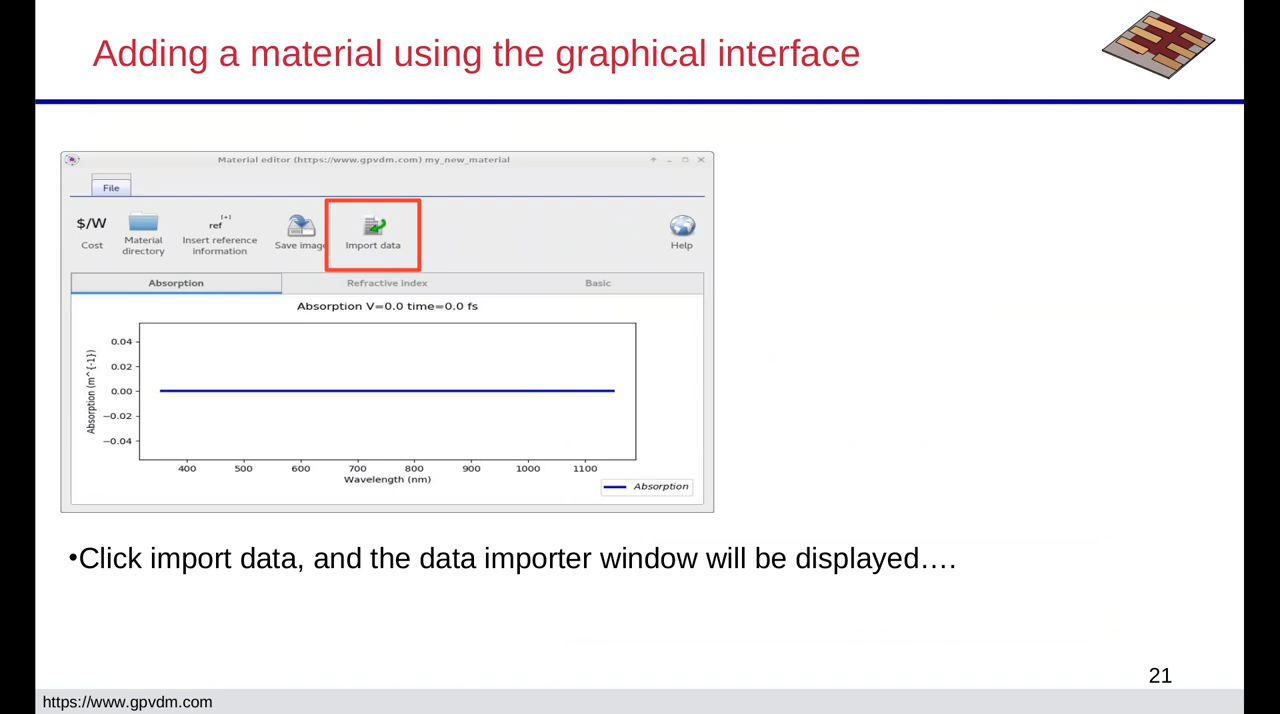 Adding a material using the graphical interface
Material editor (https://www.gpvdm.com) my_new_material
File
$/W
Cost
Material
directory
[+]
ref
Insert reference
information
Save imag
Import data
Help
Absorption
Refractive index
Basic
Absorption V=0.0 time=0.0 fs
Absorption (m^{-1})
0.04
0.02
0.00
−0.02
−0.04
400 500 600 700 800 900 1000 1100
Wavelength (nm)
Absorption
•Click import data, and the data importer window will be displayed….
21
https://www.gpvdm.com